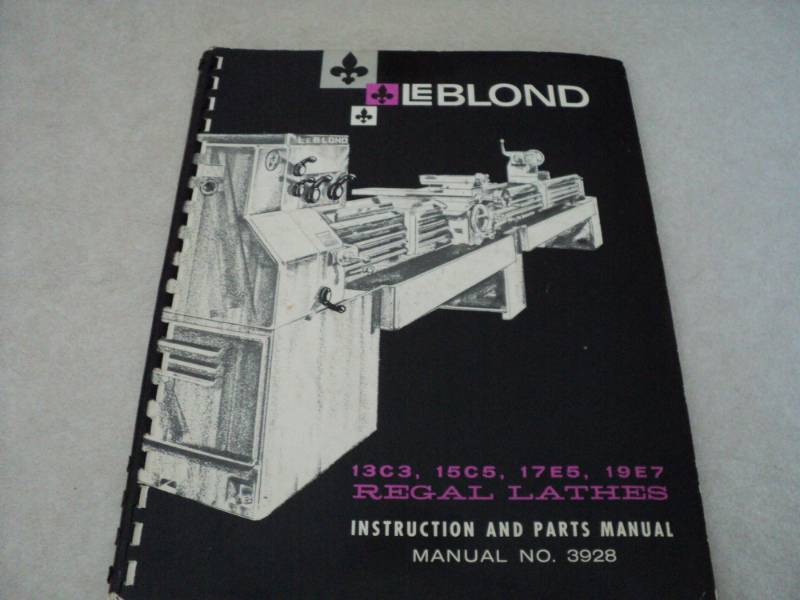 LEBLOND
LEBLOND
13C3, 15C5, 17E5, 19E7
REGAL LATHES
INSTRUCTION AND PARTS MANUAL
MANUAL NO. 3928